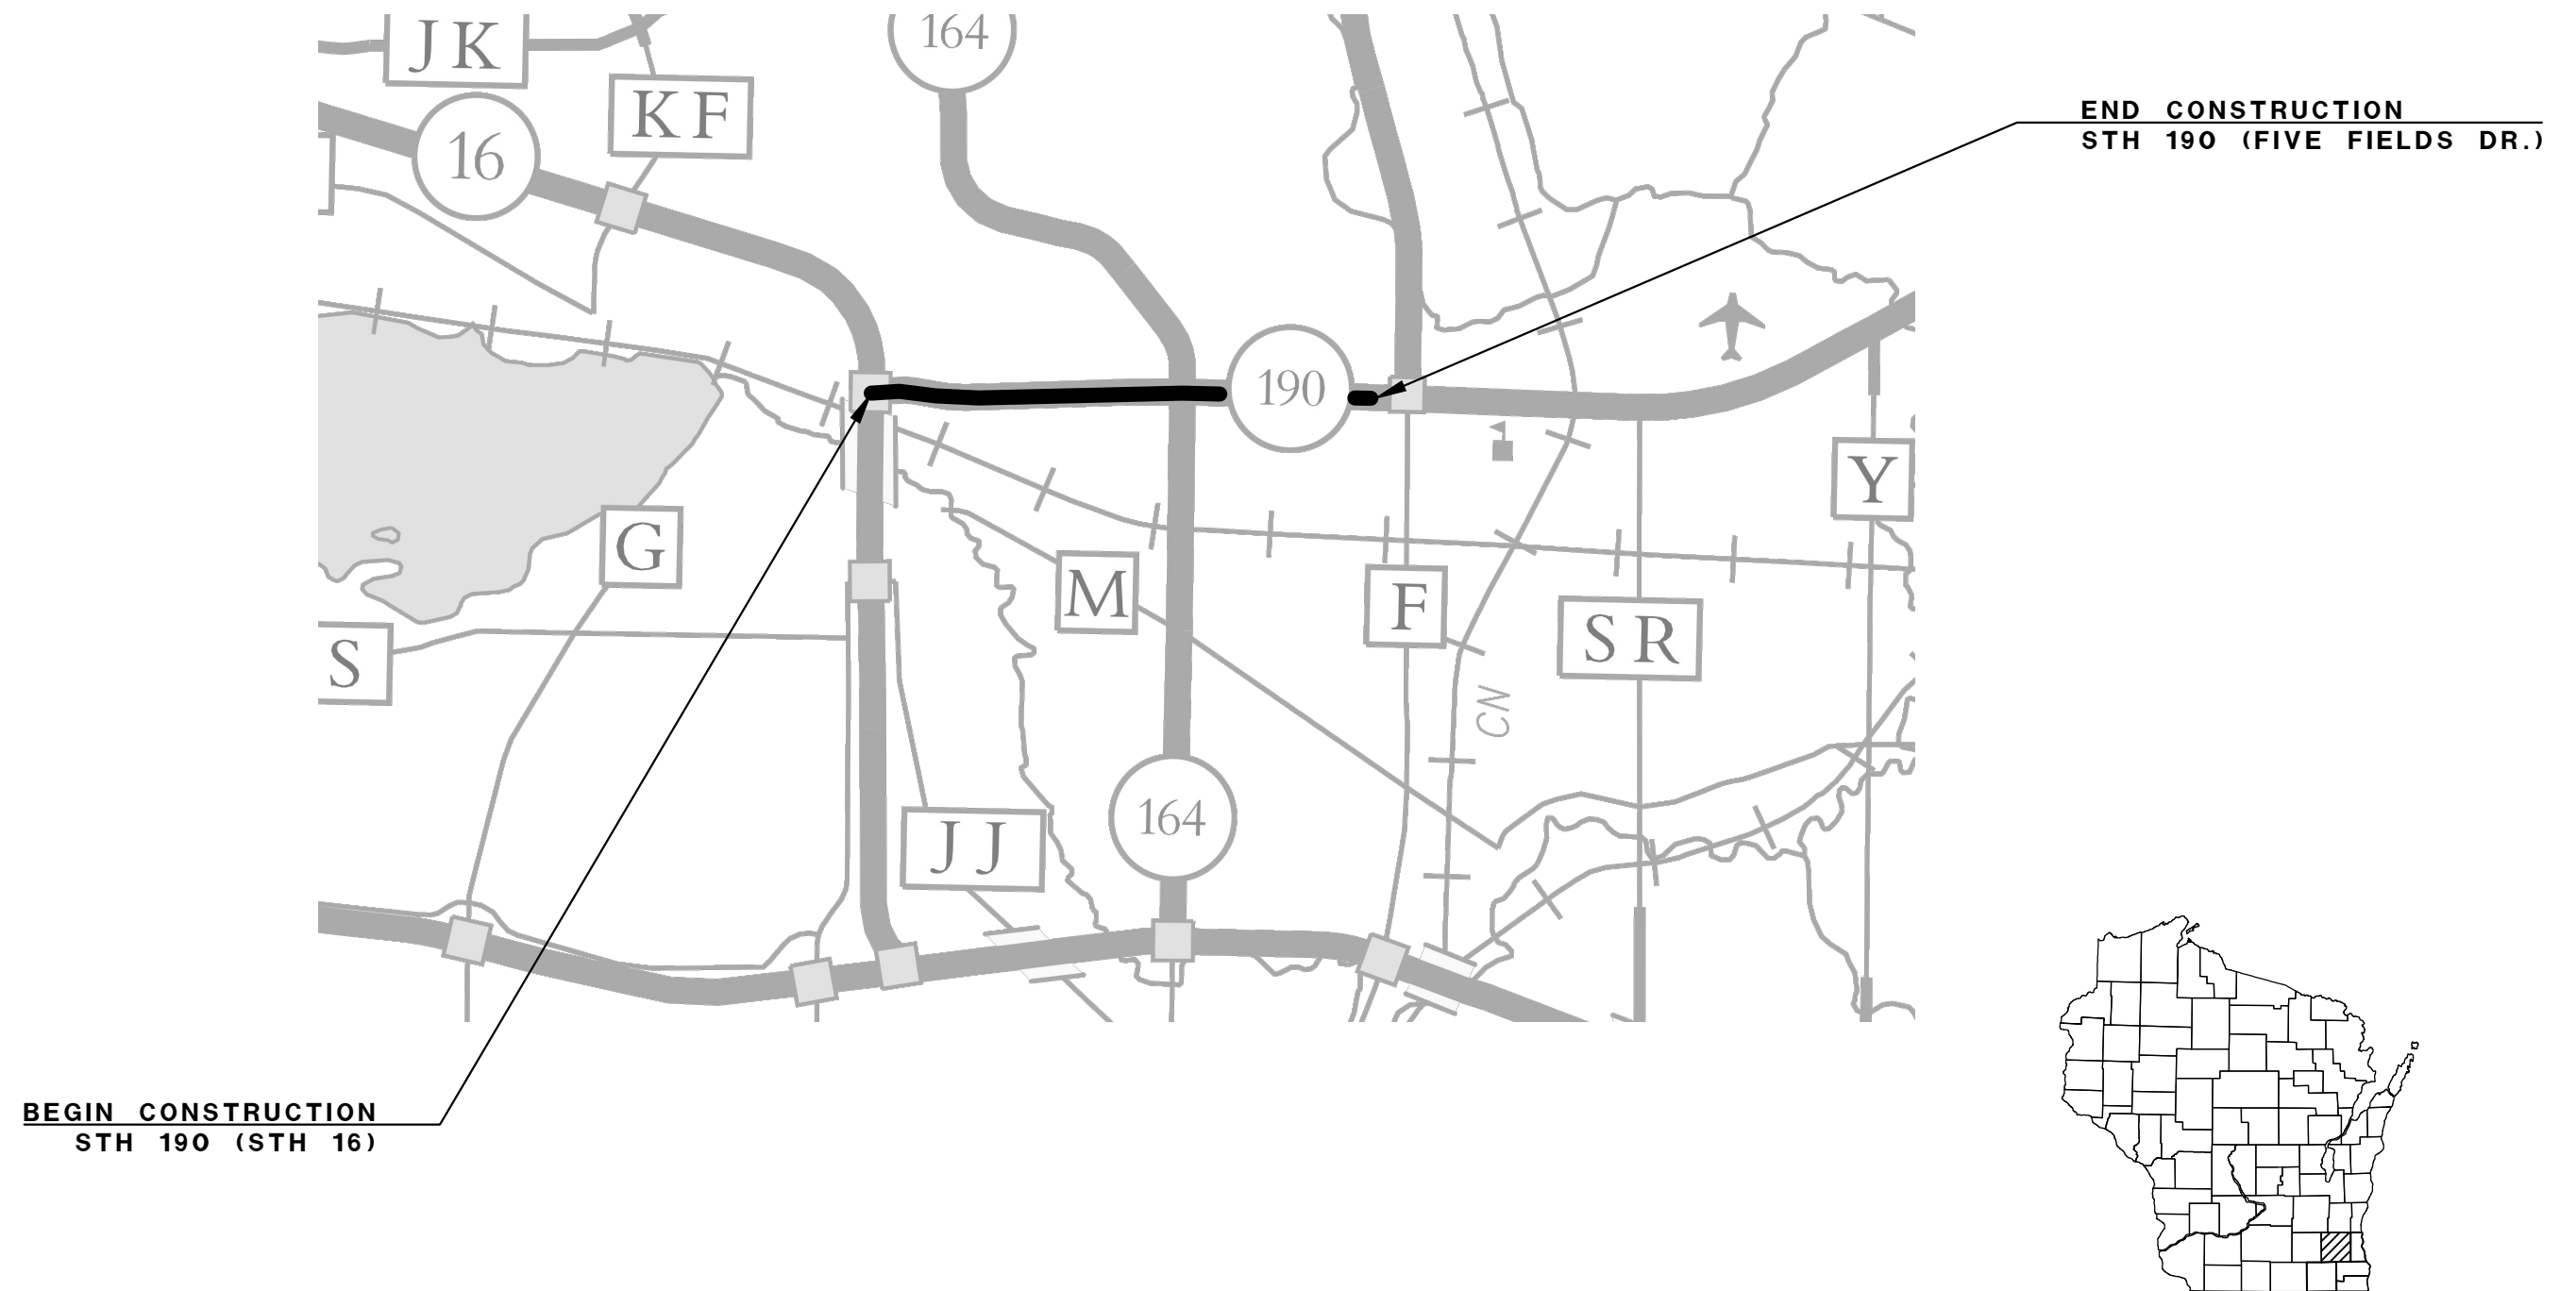 JK
164
KF
16
END CONSTRUCTION
STH 190 (FIVE FIELDS DR.)
190
Y
G
M
F
SR
S
CN
164
JJ
BEGIN CONSTRUCTION
STH 190 (STH 16)